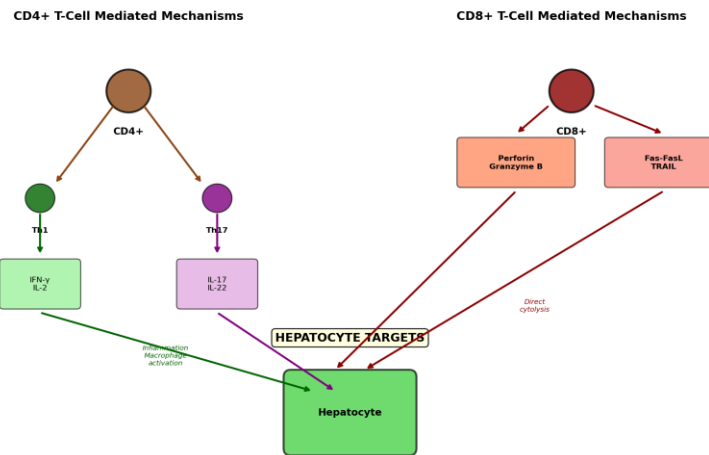 CD4+ T-Cell Mediated Mechanisms
CD8+ T-Cell Mediated Mechanisms
CD4+
CD8+
Perforin
Granzyme B
Fas-FasL
TRAIL
Th1
Th17
IFN-γ
IL-2
IL-17
IL-22
Direct
cytolysis
HEPATOCYTE TARGETS
Inflammation
Macrophage
activation
Hepatocyte